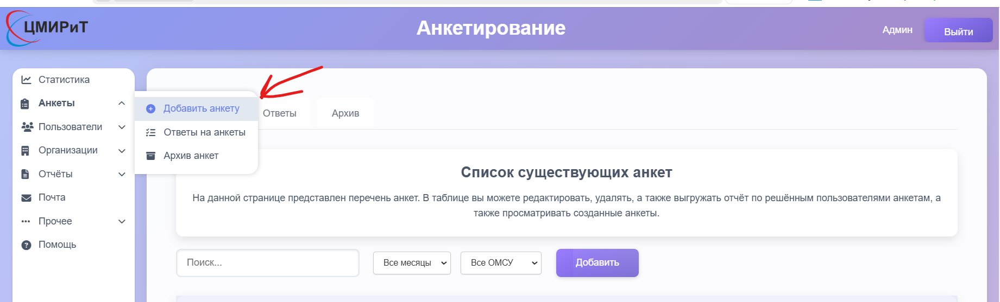 ЦМИРиТ
Анкетирование
Админ
Выйти
Статистика
Анкеты
Пользователи
Организации
Отчёты
Почта
Прочее
Помощь
Добавить анкету
Ответы на анкеты
Архив анкет
Ответы
Архив
Список существующих анкет
На данной странице представлен перечень анкет. В таблице вы можете редактировать, удалять, а также выгружать отчёт по решённым пользователями анкетам, а
также просматривать созданные анкеты.
Поиск...
Все месяцы
Все ОМСУ
Добавить